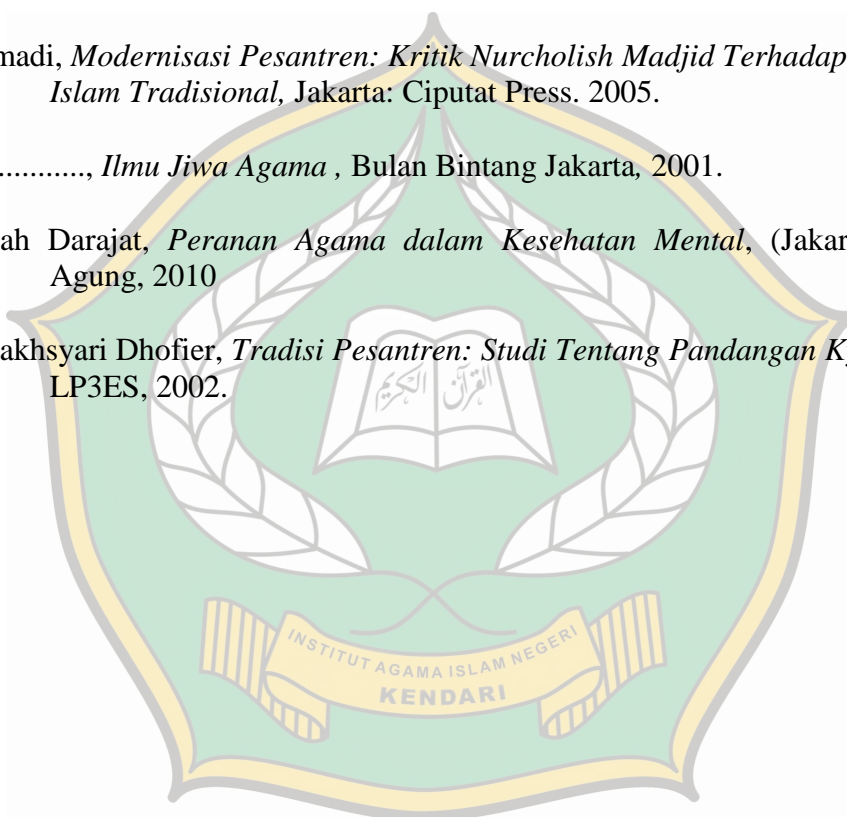 madi, Modernisasi Pesantren: Kritik Nurcholish Madjid Terhadap
Islam Tradisional, Jakarta: Ciputat Press. 2005.
............, Ilmu Jiwa Agama , Bulan Bintang Jakarta, 2001.
ah Darajat, Peranan Agama dalam Kesehatan Mental, (Jakar
Agung, 2010
akhsyari Dhofier, Tradisi Pesantren: Studi Tentang Pandangan Ky
LP3ES, 2002.
القرآن الكريم
INSTITUT AGAMA ISLAM NEGERI
KENDARI